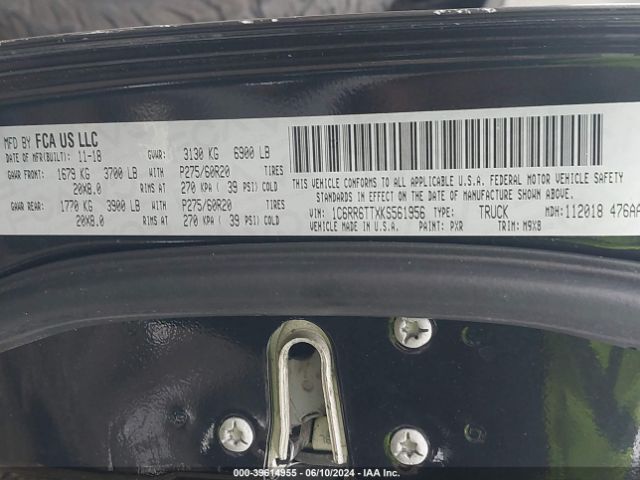 MFD BY FCA US LLC
DATE OF MFR(BUILT): 11-18 GVWR: 3130 KG 6900 LB
GAWR FRONT: 1679 KG 3700 LB WITH P275/60R20 TIRES
20X8.0 RIMS AT 270 KPA( 39 PSI) COLD
GAWR REAR: 1770 KG 3900 LB WITH P275/60R20 TIRES
20X8.0 RIMS AT 270 KPA( 39 PSI) COLD
THIS VEHICLE CONFORMS TO ALL APPLICABLE U.S.A. FEDERAL MOTOR VEHICLE SAFETY
STANDARDS IN EFFECT ON THE DATE OF MANUFACTURE SHOWN ABOVE.
VIN: 1C6RR6TTXKS561956 TYPE: TRUCK MDH: 112018 476AA
VEHICLE MADE IN U.S.A. PAINT: PXR TRIM: M9X8
© 39614955 - 06/10/2024 - IAA Inc.